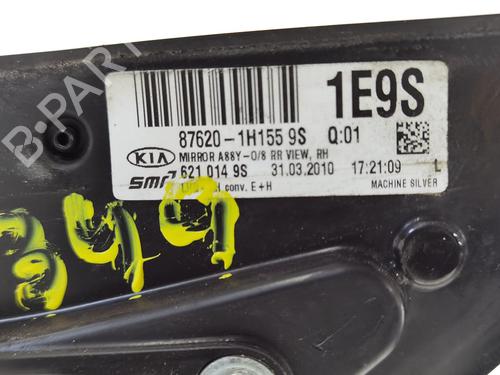 B-PARTS
1E9S
87620-1H155 9S Q:01
KIA MIRROR A88Y-O/8 RR VIEW, RH
SMR 621 014 9S 31.03.2010 17:21:09 L
conv. E+H MACHINE SILVER